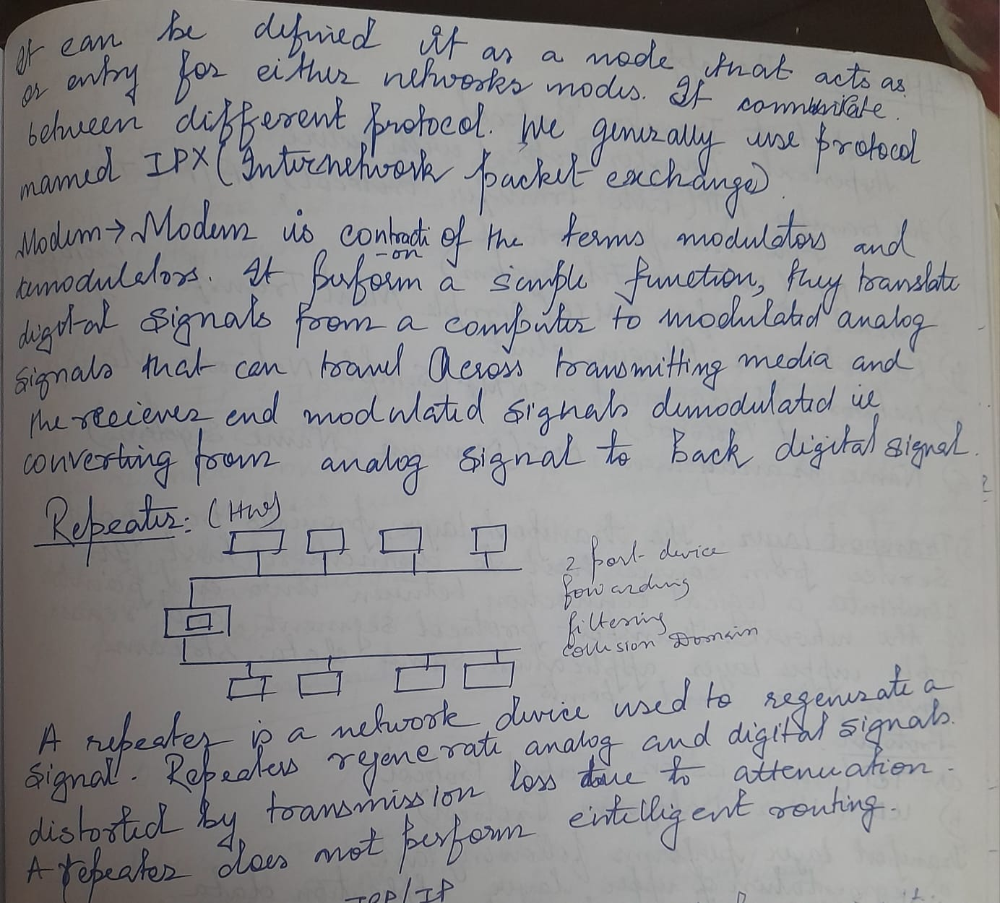 It can be defined it as a node that acts as
or entry for either networks modes. It communicate.
between different protocol. We generally use protocol
named IPX (Internetwork packet exchange).
Modem → Modem is contracti of the terms modulators and
-on
demodulators. It perform a simple function, they translate
digital signals from a computer to modulated analog
signals that can travel Across transmitting media and
the reciever end modulated signals demodulated ie
converting from analog signal to Back digital signal.
Repeater: (HW)
2 port device
fowarding
filtering
collision Domain
A repeater is a network device used to regenerate a
signal. Repeaters regenerate analog and digital signals.
distorted by transmission loss due to attenuation.
A repeater does not perform eintelligent routing.
TCP/IP